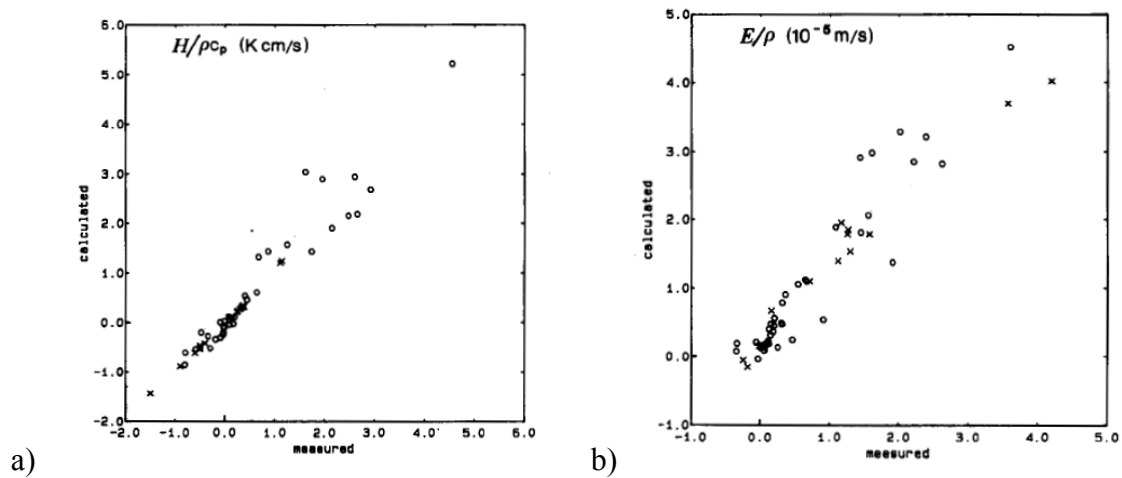 H/ρcₚ (K cm/s)
6.0
5.0
4.0
3.0
2.0
1.0
0.0
-1.0
-2.0
calculated
-2.0 -1.0 0.0 1.0 2.0 3.0 4.0 5.0 6.0
measured
a)
E/ρ (10⁻⁵ m/s)
5.0
4.0
3.0
2.0
1.0
0.0
-1.0
calculated
-1.0 0.0 1.0 2.0 3.0 4.0 5.0
measured
b)